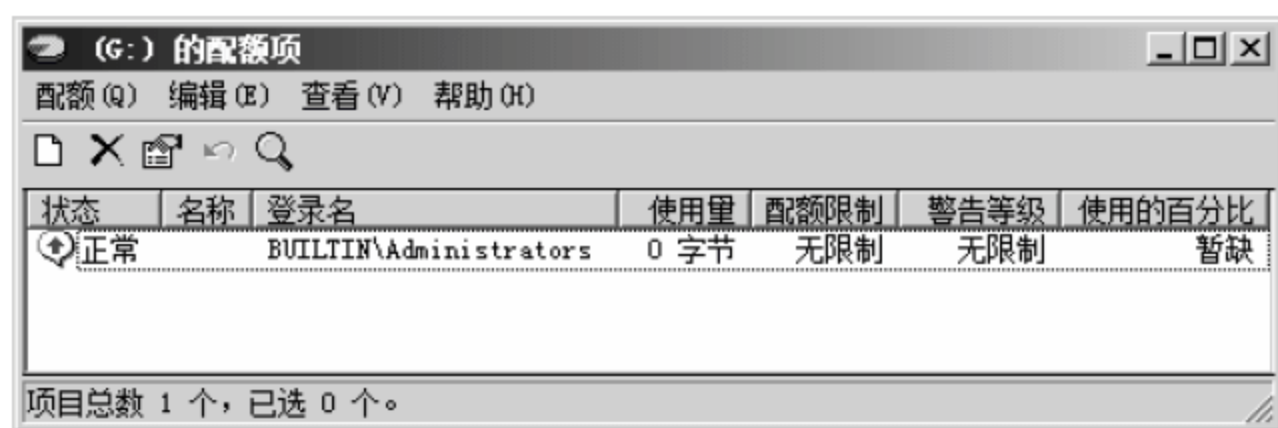 (G:) 的配额项
配额(Q) 编辑(E) 查看(V) 帮助(H)
状态 名称 登录名 使用量 配额限制 警告等级 使用的百分比
正常 BUILTIN\Administrators 0 字节 无限制 无限制 暂缺
项目总数 1 个，已选 0 个。